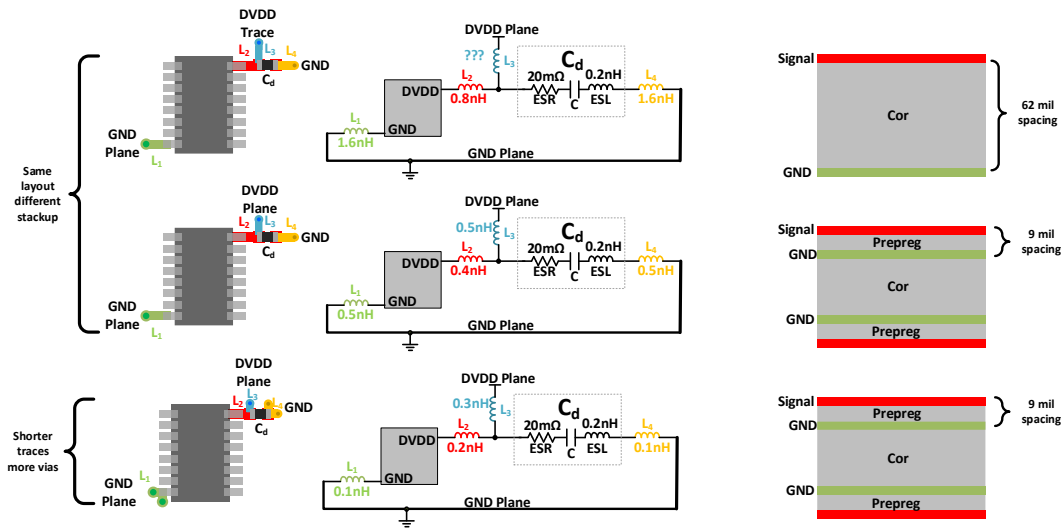 Same
layout
different
stackup
DVDD
Trace
L2
L3
L4
GND
Cd
GND
Plane
L1
DVDD Plane
???
L3
Cd
DVDD
L2
0.8nH
20mΩ
ESR
C
0.2nH
ESL
L4
1.6nH
GND
L1
1.6nH
GND Plane
Signal
Cor
GND
62 mil
spacing
DVDD
Plane
L2
L3
L4
GND
Cd
GND
Plane
L1
DVDD Plane
0.5nH
L3
Cd
DVDD
L2
0.4nH
20mΩ
ESR
C
0.2nH
ESL
L4
0.5nH
GND
L1
0.5nH
GND Plane
Signal
Prepreg
GND
Cor
GND
Prepreg
9 mil
spacing
Shorter
traces
more vias
DVDD
Plane
L2
L3
L4
GND
Cd
L1
GND
Plane
DVDD Plane
0.3nH
L3
Cd
DVDD
L2
0.2nH
20mΩ
ESR
C
0.2nH
ESL
L4
0.1nH
GND
L1
0.1nH
GND Plane
Signal
Prepreg
GND
Cor
GND
Prepreg
9 mil
spacing